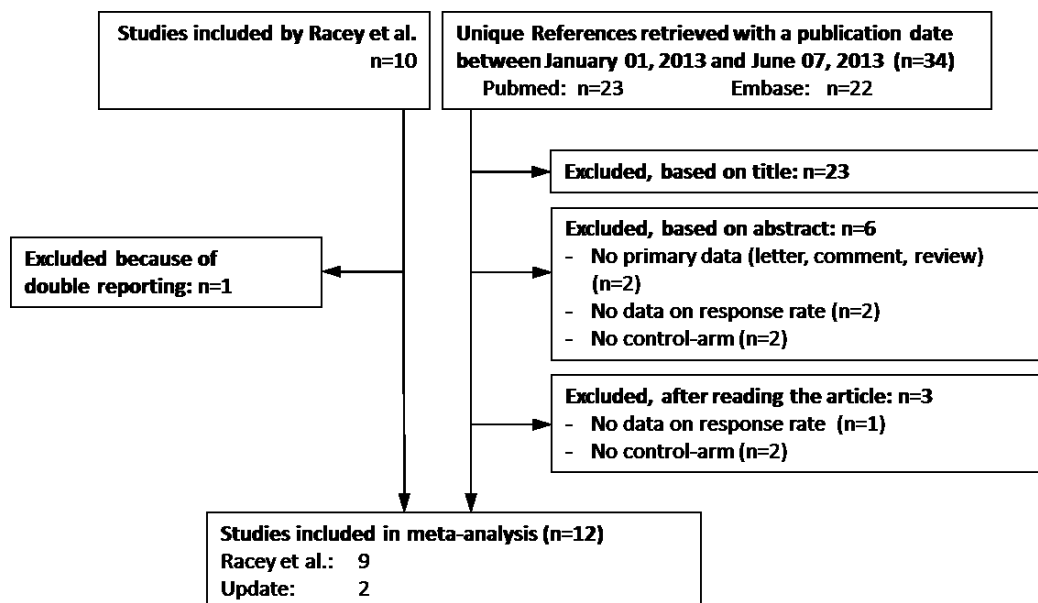 Studies included by Racey et al.
n=10
Unique References retrieved with a publication date
between January 01, 2013 and June 07, 2013 (n=34)
Pubmed: n=23 Embase: n=22
Excluded, based on title: n=23
Excluded, based on abstract: n=6
- No primary data (letter, comment, review)
(n=2)
- No data on response rate (n=2)
- No control-arm (n=2)
Excluded because of
double reporting: n=1
Excluded, after reading the article: n=3
- No data on response rate (n=1)
- No control-arm (n=2)
Studies included in meta-analysis (n=12)
Racey et al.: 9
Update: 2